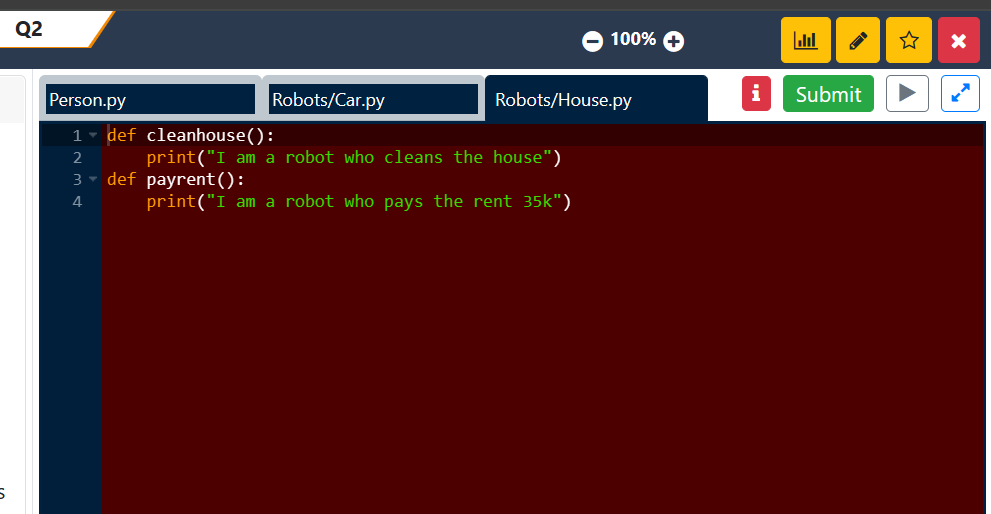 Q2
100%
Person.py
Robots/Car.py
Robots/House.py
Submit
1 def cleanhouse():
2     print("I am a robot who cleans the house")
3 def payrent():
4     print("I am a robot who pays the rent 35k")
s